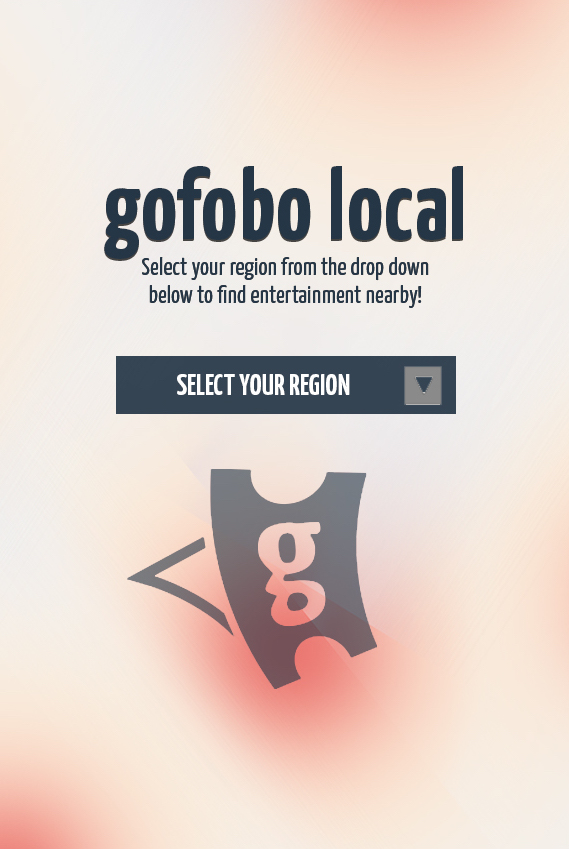 gofobo local
Select your region from the drop down
below to find entertainment nearby!
SELECT YOUR REGION
g